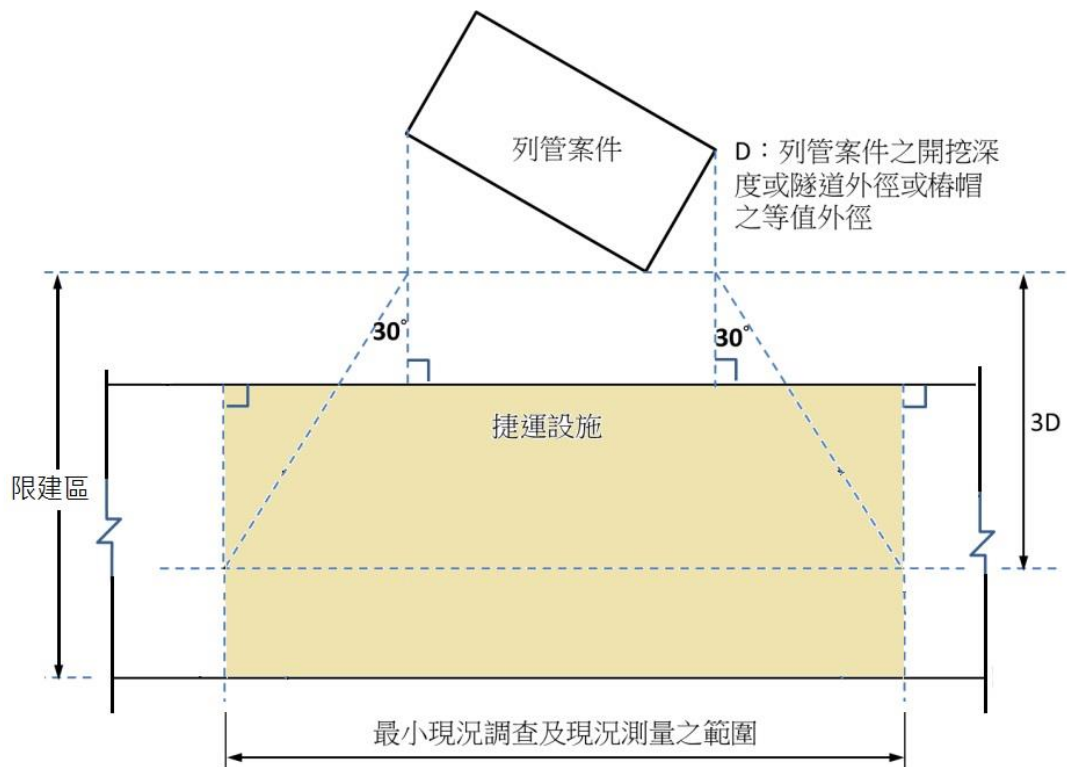 列管案件
D：列管案件之開挖深
度或隧道外徑或樁帽
之等值外徑
30°
30°
捷運設施
3D
限建區
最小現況調查及現況測量之範圍